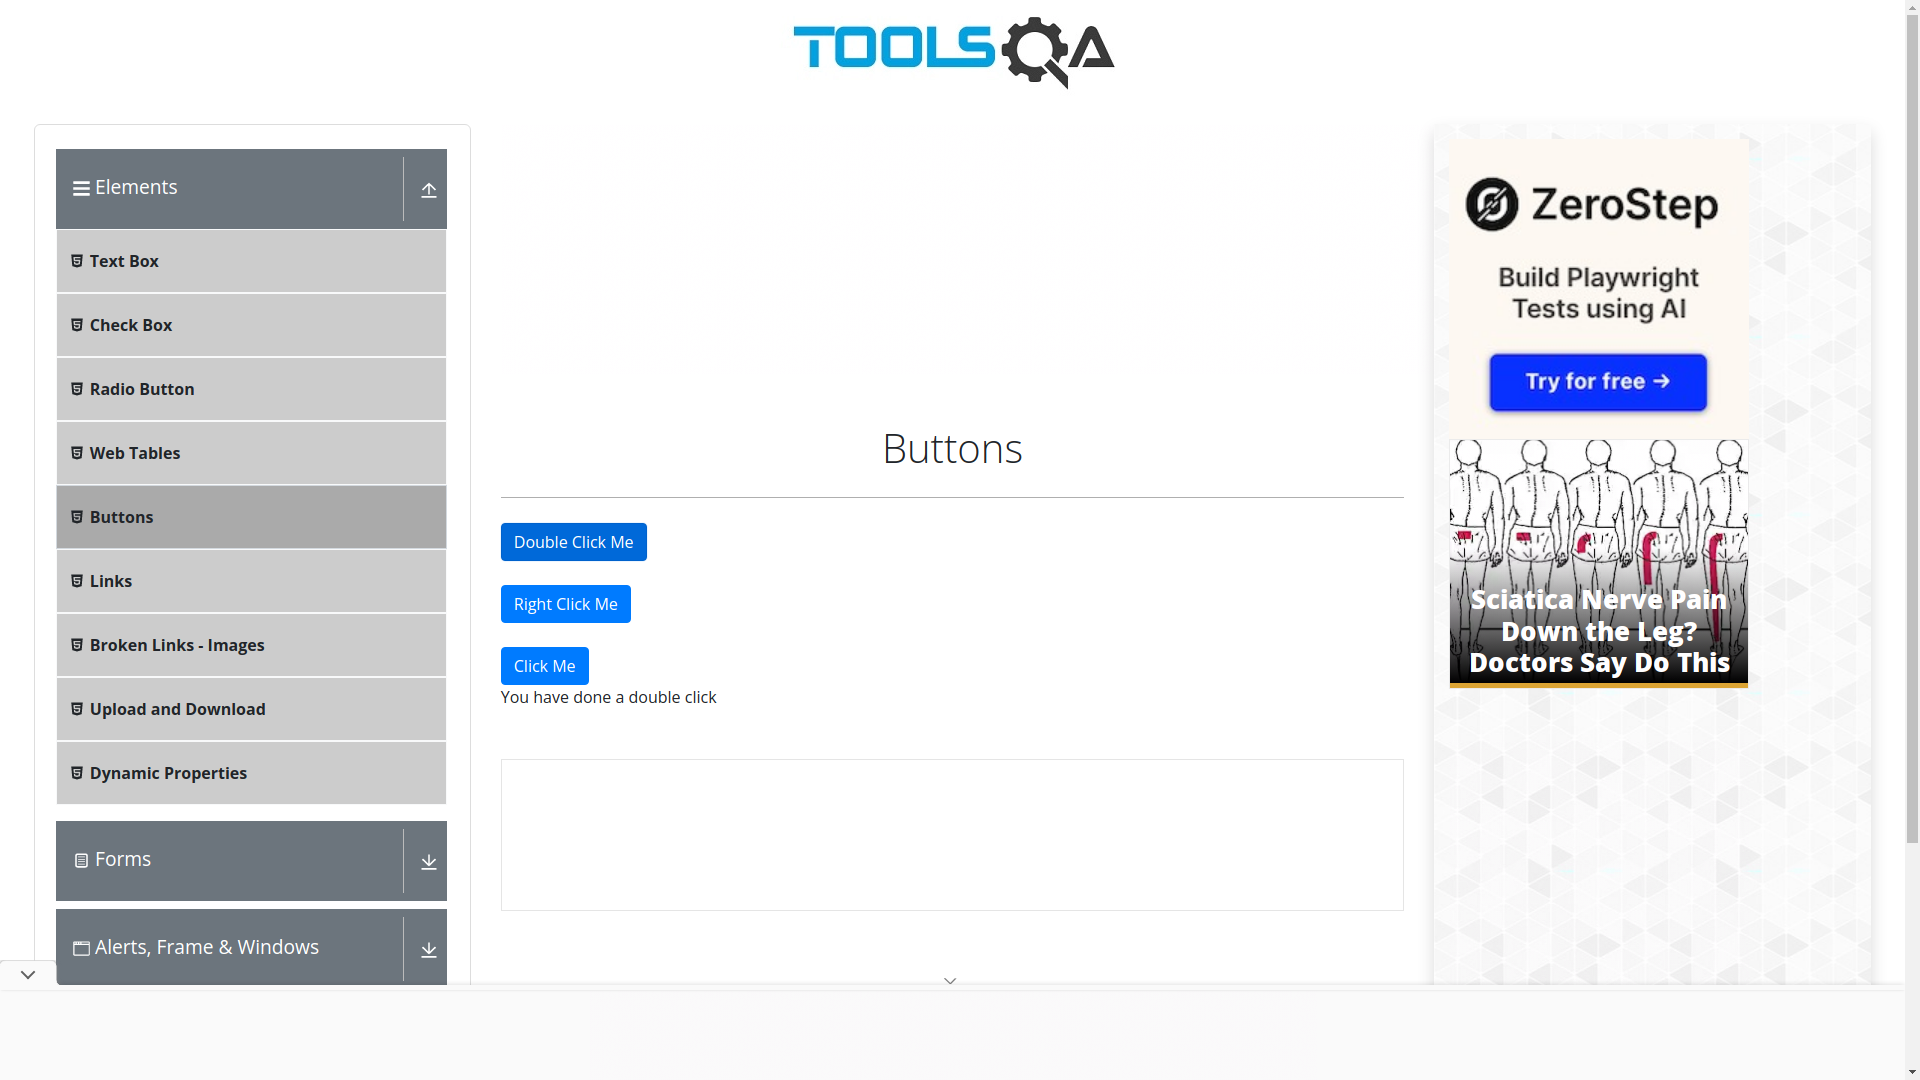 TOOLSQA
Elements
Text Box
Check Box
Radio Button
Web Tables
Buttons
Links
Broken Links - Images
Upload and Download
Dynamic Properties
Forms
Alerts, Frame & Windows
Buttons
Double Click Me
Right Click Me
Click Me
You have done a double click
ZeroStep
Build Playwright
Tests using AI
Try for free →
Sciatica Nerve Pain
Down the Leg?
Doctors Say Do This